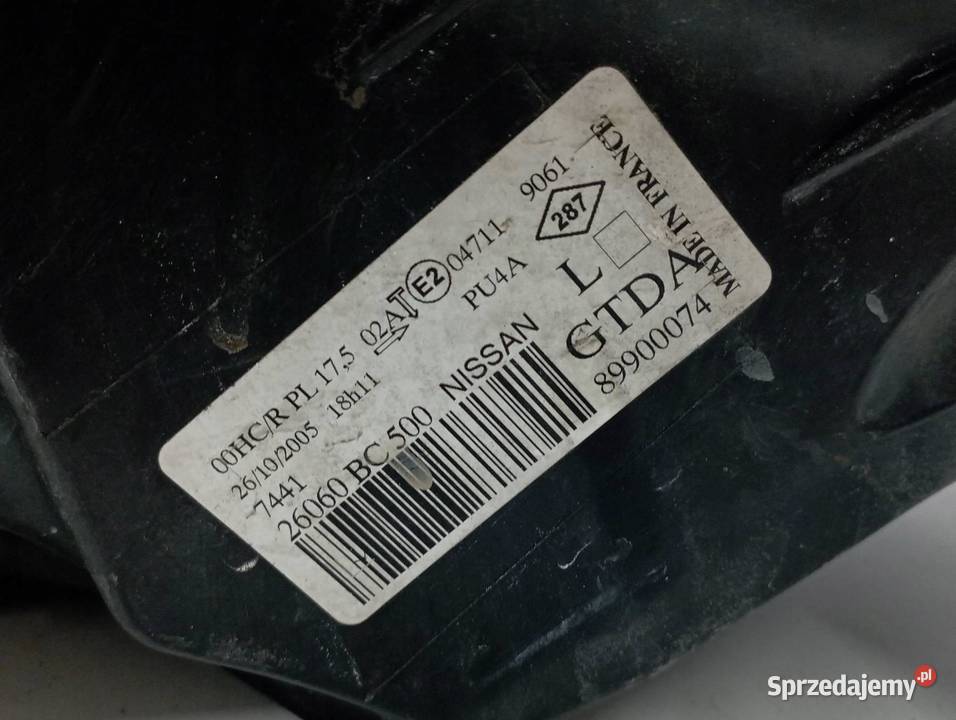 00HC/R PL 17,5 02A E2 04711 9061
26/10/2005 18h11 PU4A 287
7441 L
26060 BC 500 NISSAN
GTDA
89900074
MADE IN FRANCE
Sprzedajemy.pl